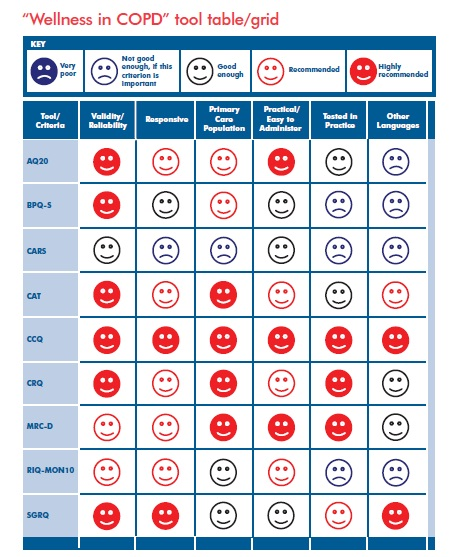 "Wellness in COPD" tool table/grid
KEY
Very
poor
Not good
enough, if this
criterion is
important
Good
enough
Recommended
Highly
recommended
Tool/
Criteria
Validity/
Reliability
Responsive
Primary
Care
Population
Practical/
Easy to
Administer
Tested in
Practice
Other
Languages
AQ20
BPQ-S
CARS
CAT
CCQ
CRQ
MRC-D
RIQ-MON10
SGRQ